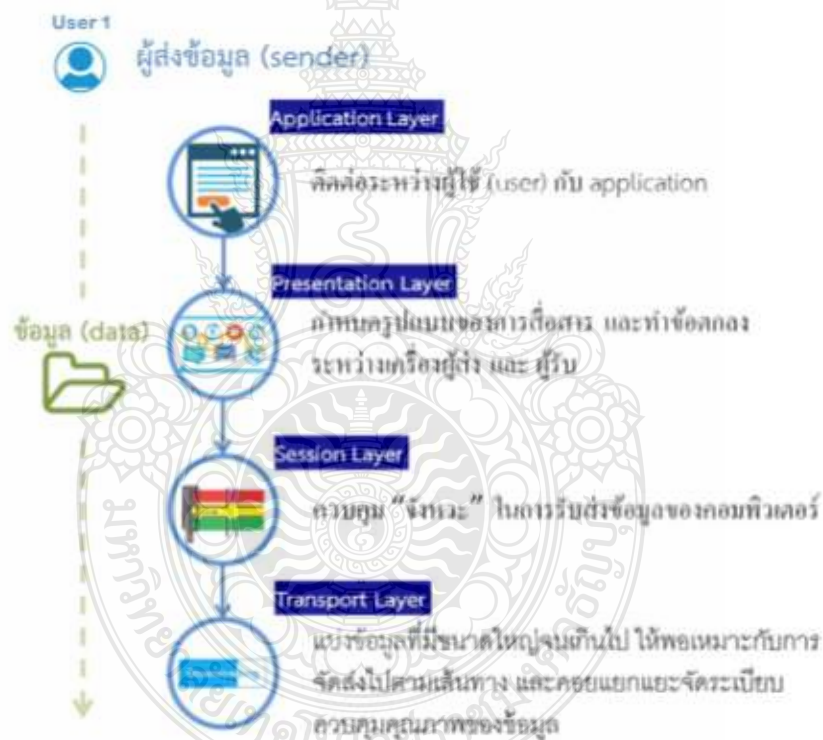 User 1
ผู้ส่งข้อมูล (sender)
Application Layer
ติดต่อระหว่างผู้ใช้ (user) กับ application
Presentation Layer
กำหนดรูปแบบของการสื่อสาร และทำข้อตกลง
ระหว่างเครื่องผู้ส่ง และ ผู้รับ
ข้อมูล (data)
Session Layer
ควบคุม “จังหวะ” ในการรับส่งข้อมูลของคอมพิวเตอร์
Transport Layer
แบ่งข้อมูลที่มีขนาดใหญ่จนเกินไป ให้พอเหมาะกับการ
จัดส่งไปตามเส้นทาง และคอยแยกแยะจัดระเบียบ
ควบคุมคุณภาพของข้อมูล